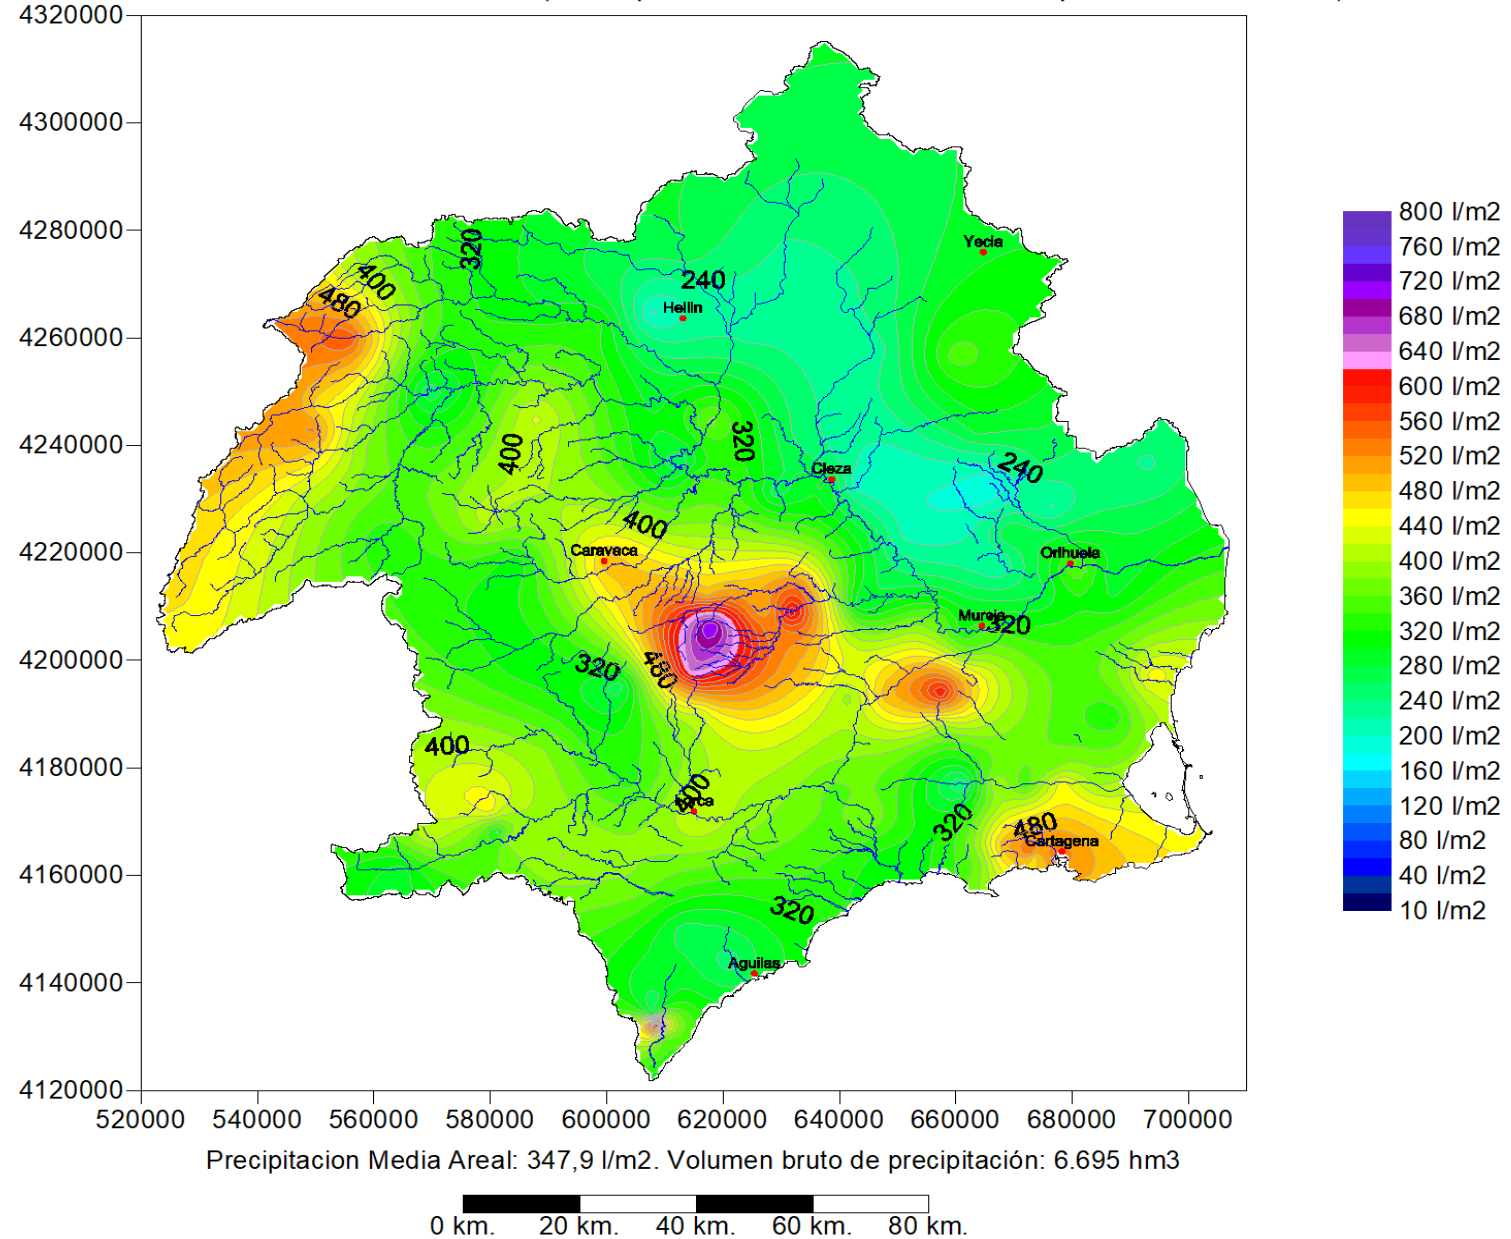 4320000
4300000
4280000
4260000
4240000
4220000
4200000
4180000
4160000
4140000
4120000
520000 540000 560000 580000 600000 620000 640000 660000 680000 700000
320
400
480
240
Hellin
Yecla
400
320
Cieza
240
400
Caravaca
Orihuela
Murcia
320
480
320
400
400
Lorca
320
480
Cartagena
320
Aguilas
800 l/m2
760 l/m2
720 l/m2
680 l/m2
640 l/m2
600 l/m2
560 l/m2
520 l/m2
480 l/m2
440 l/m2
400 l/m2
360 l/m2
320 l/m2
280 l/m2
240 l/m2
200 l/m2
160 l/m2
120 l/m2
80 l/m2
40 l/m2
10 l/m2
Precipitacion Media Areal: 347,9 l/m2. Volumen bruto de precipitación: 6.695 hm3
0 km. 20 km. 40 km. 60 km. 80 km.